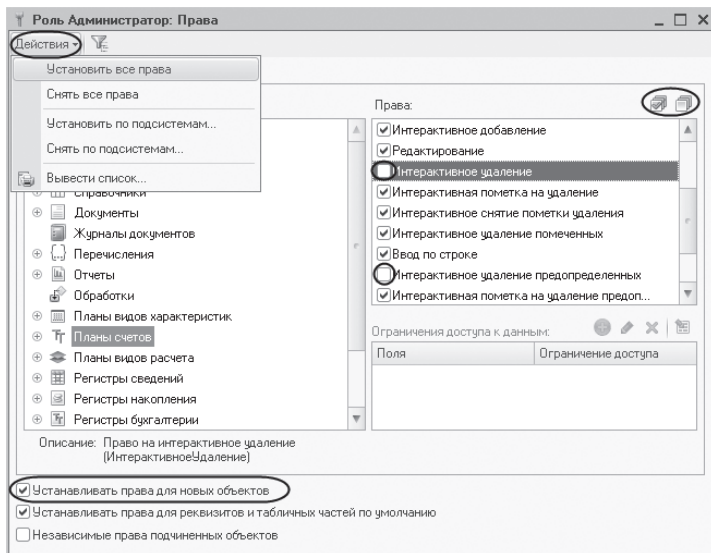 Роль Администратор: Права
Действия
Установить все права
Снять все права
Установить по подсистемам...
Снять по подсистемам...
Вывести список...
Справочники
Документы
Журналы документов
Перечисления
Отчеты
Обработки
Планы видов характеристик
Планы счетов
Планы видов расчета
Регистры сведений
Регистры накопления
Регистры бухгалтерии
Права:
Интерактивное добавление
Редактирование
Интерактивное удаление
Интерактивная пометка на удаление
Интерактивное снятие пометки удаления
Интерактивное удаление помеченных
Ввод по строке
Интерактивное удаление предопределенных
Интерактивная пометка на удаление предоп...
Ограничения доступа к данным:
Поля Ограничение доступа
Описание: Право на интерактивное удаление
(ИнтерактивноеУдаление)
Устанавливать права для новых объектов
Устанавливать права для реквизитов и табличных частей по умолчанию
Независимые права подчиненных объектов